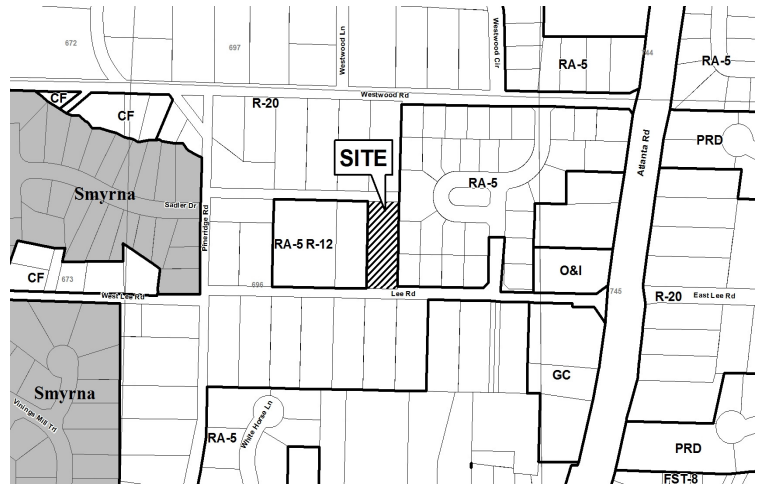 672
697
Westwood Ln
Westwood Cir
RA-5
744
RA-5
CF
CF
R-20
Westwood Rd
PRD
SITE
Atlanta Rd
Smyrna
Sadler Dr
Pineridge Rd
RA-5
RA-5 R-12
O&I
CF
673
West Lee Rd
696
Lee Rd
745
R-20
East Lee Rd
GC
Smyrna
Vinings Mill Trl
RA-5
White Horse Ln
PRD
FST-8